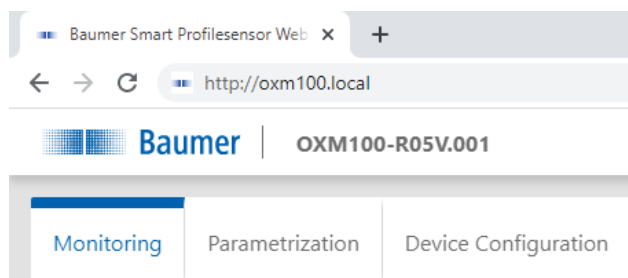 Baumer Smart Profilesensor Web
http://oxm100.local
Baumer OXM100-R05V.001
Monitoring Parametrization Device Configuration